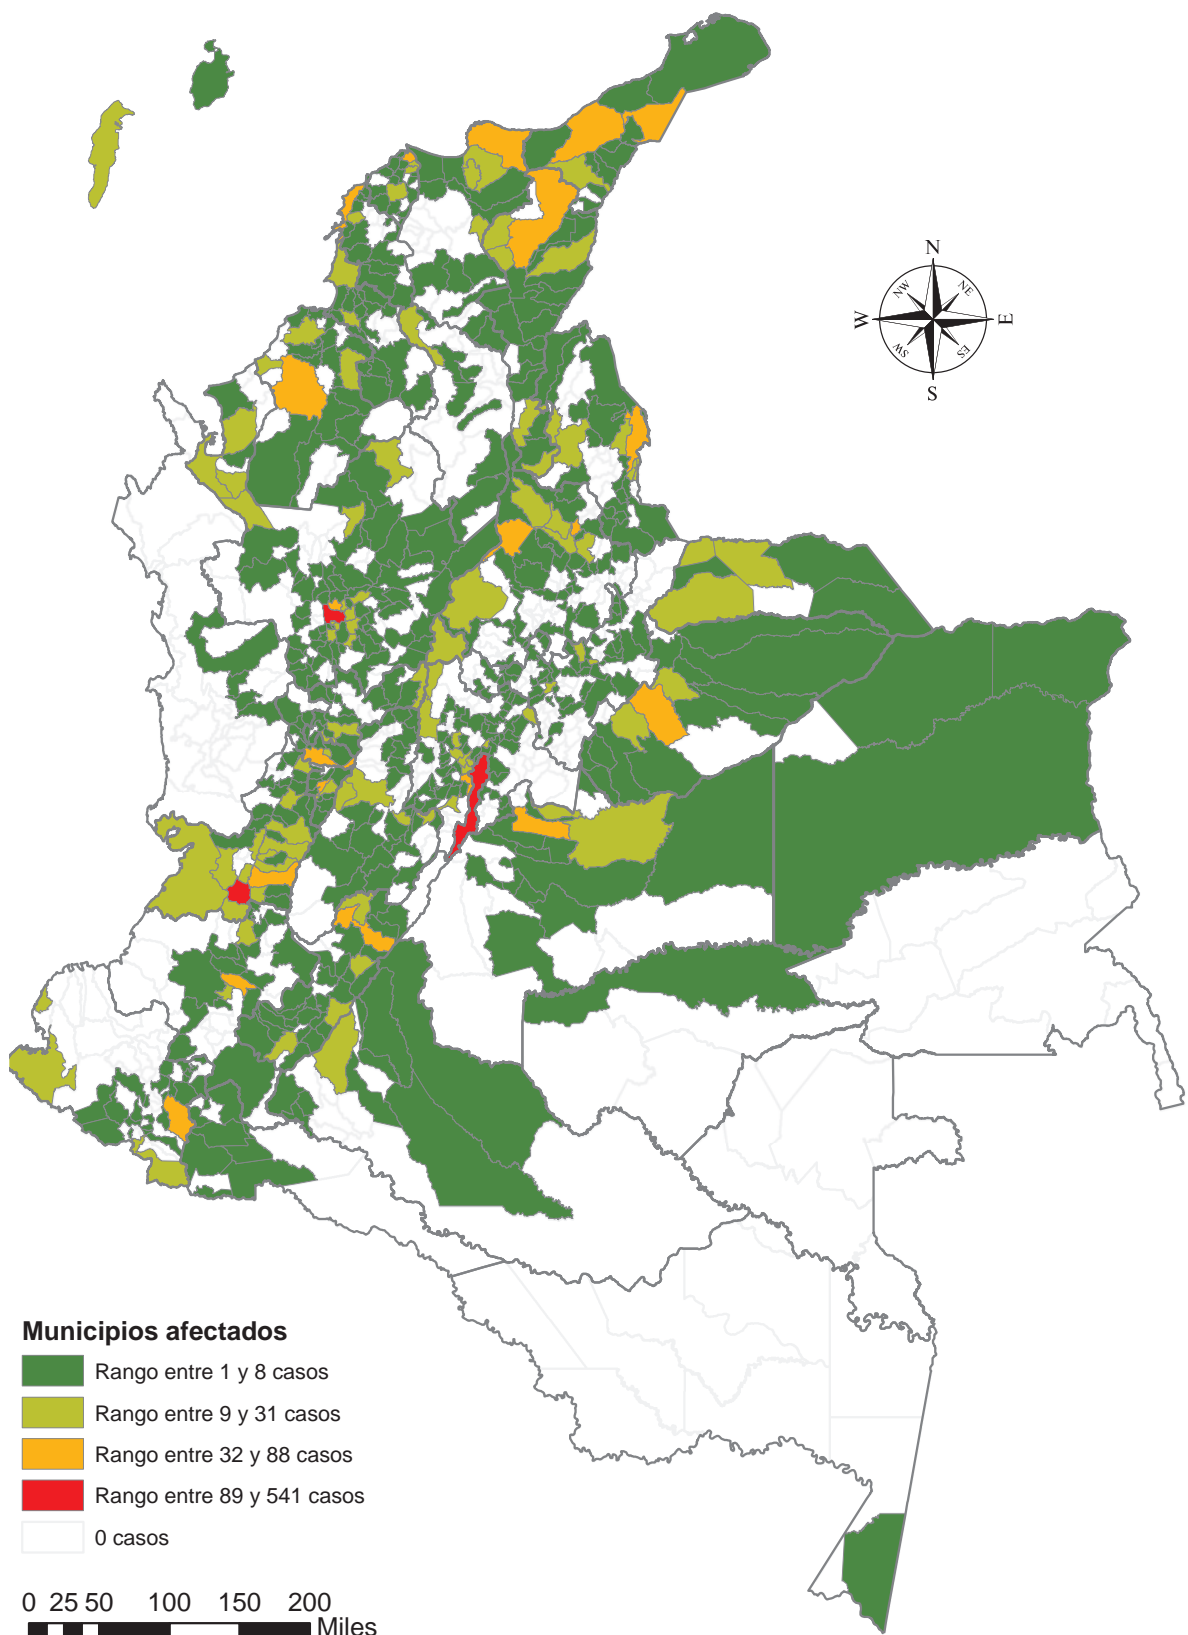 N
NW
NE
W
E
SW
ES
S
Municipios afectados
Rango entre 1 y 8 casos
Rango entre 9 y 31 casos
Rango entre 32 y 88 casos
Rango entre 89 y 541 casos
0 casos
0 25 50 100 150 200
Miles